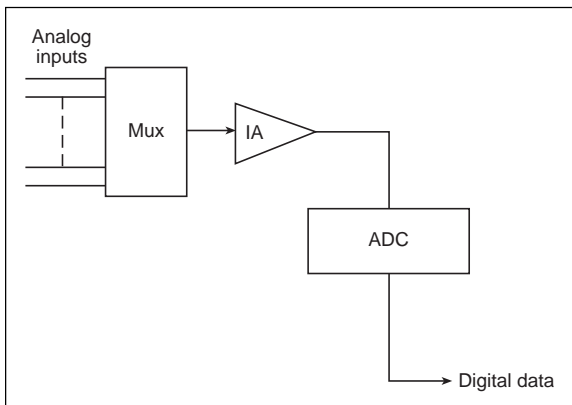 Analog
inputs
Mux
IA
ADC
Digital data